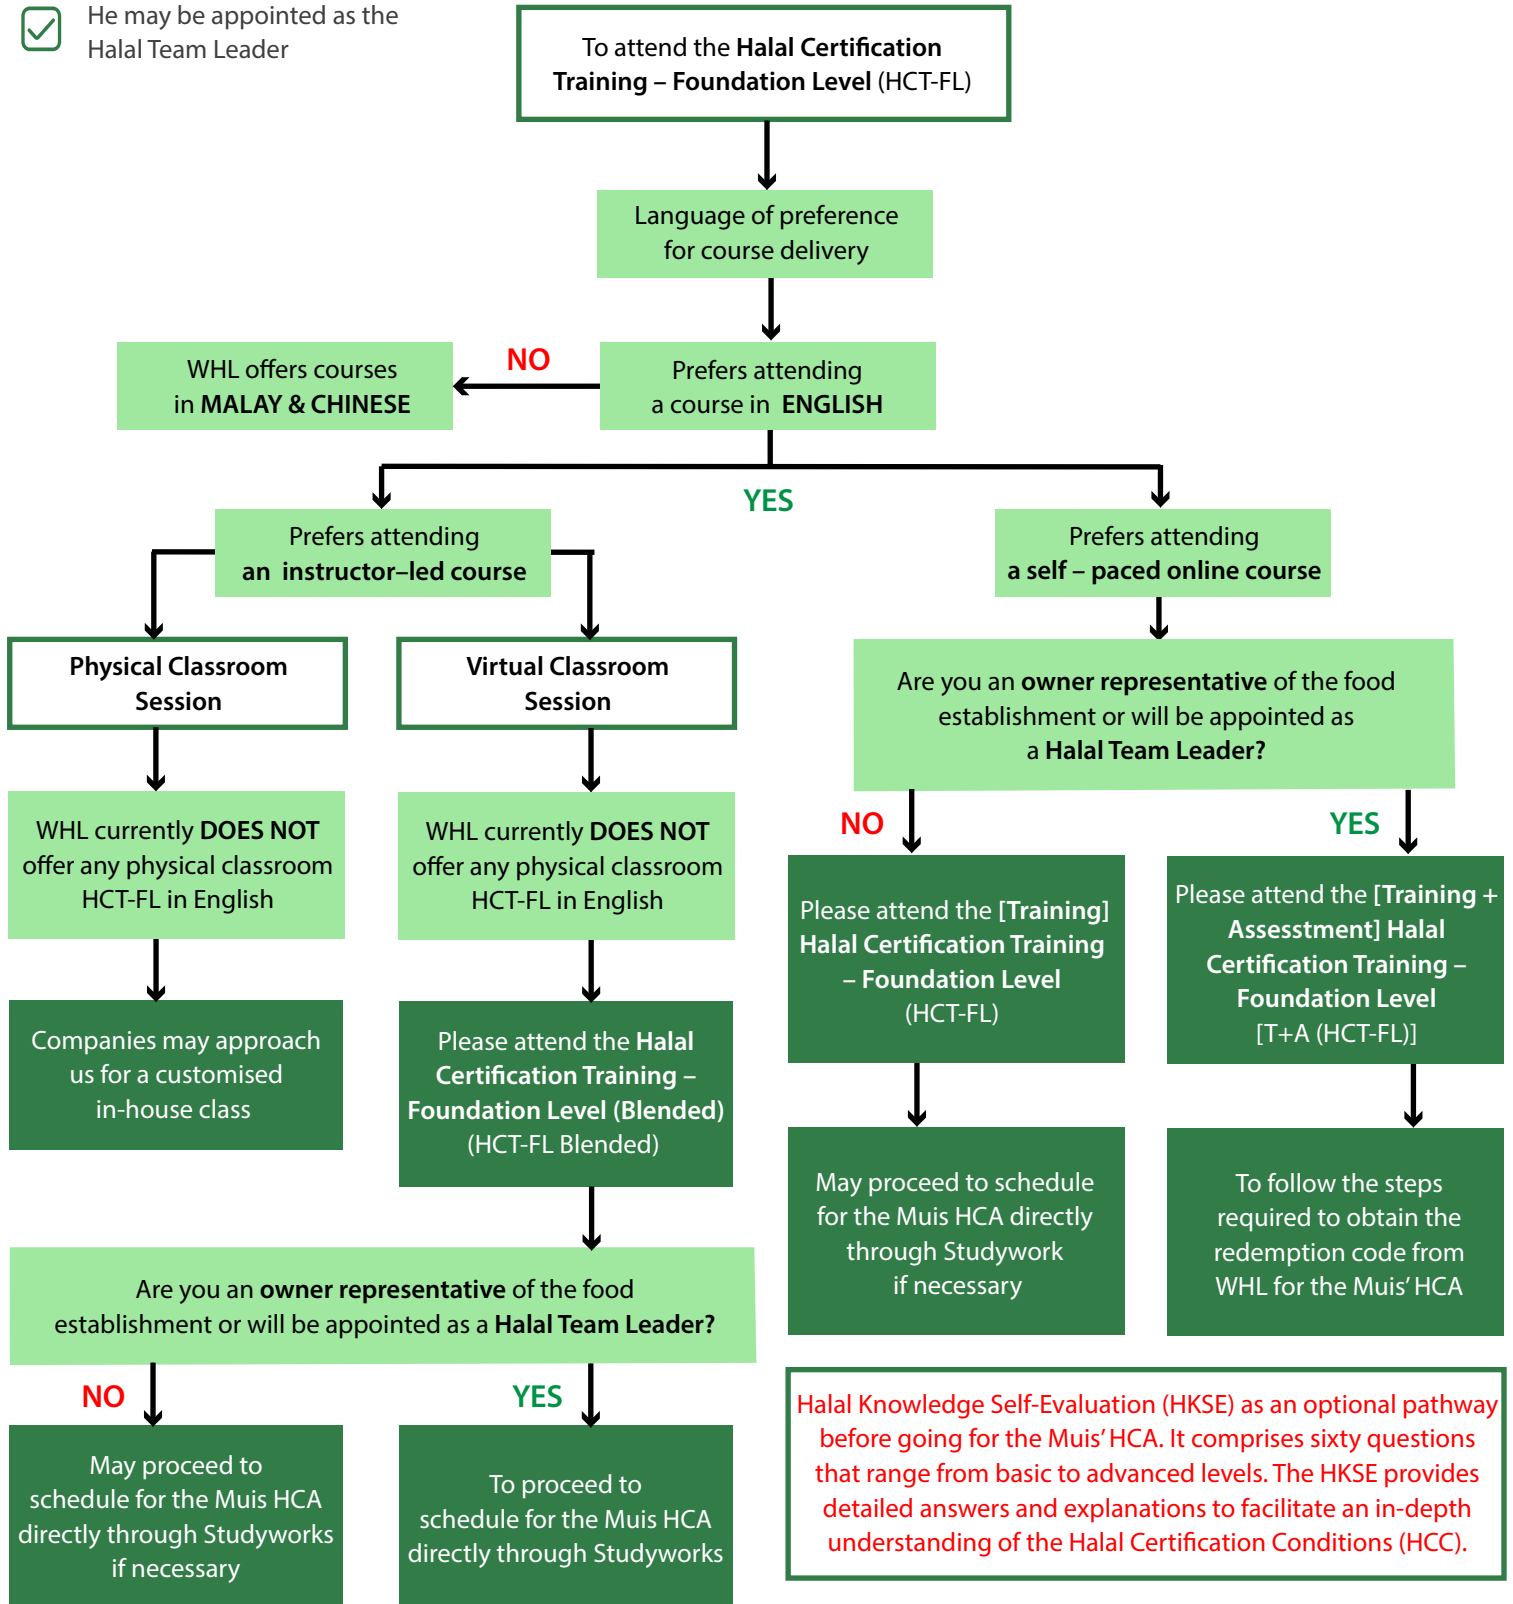 He may be appointed as the
Halal Team Leader
To attend the Halal Certification
Training – Foundation Level (HCT-FL)
Language of preference
for course delivery
WHL offers courses
in MALAY & CHINESE
NO
Prefers attending
a course in ENGLISH
YES
Prefers attending
an instructor–led course
Prefers attending
a self – paced online course
Physical Classroom
Session
Virtual Classroom
Session
Are you an owner representative of the food
establishment or will be appointed as
a Halal Team Leader?
WHL currently DOES NOT
offer any physical classroom
HCT-FL in English
WHL currently DOES NOT
offer any physical classroom
HCT-FL in English
NO
YES
Please attend the [Training]
Halal Certification Training
– Foundation Level
(HCT-FL)
Please attend the [Training +
Assesstment] Halal
Certification Training –
Foundation Level
[T+A (HCT-FL)]
Companies may approach
us for a customised
in-house class
Please attend the Halal
Certification Training –
Foundation Level (Blended)
(HCT-FL Blended)
May proceed to schedule
for the Muis HCA directly
through Studywork
if necessary
To follow the steps
required to obtain the
redemption code from
WHL for the Muis’ HCA
Are you an owner representative of the food
establishment or will be appointed as a Halal Team Leader?
NO
YES
May proceed to
schedule for the Muis HCA
directly through Studyworks
if necessary
To proceed to
schedule for the Muis HCA
directly through Studyworks
Halal Knowledge Self-Evaluation (HKSE) as an optional pathway
before going for the Muis’ HCA. It comprises sixty questions
that range from basic to advanced levels. The HKSE provides
detailed answers and explanations to facilitate an in-depth
understanding of the Halal Certification Conditions (HCC).